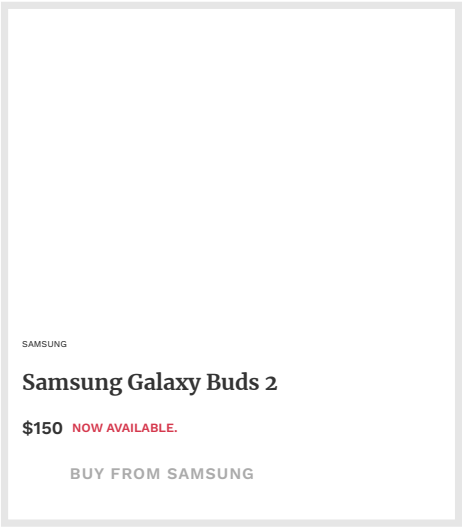 SAMSUNG
Samsung Galaxy Buds 2
$150 NOW AVAILABLE.
BUY FROM SAMSUNG